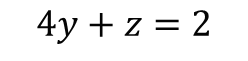 4y + z = 2